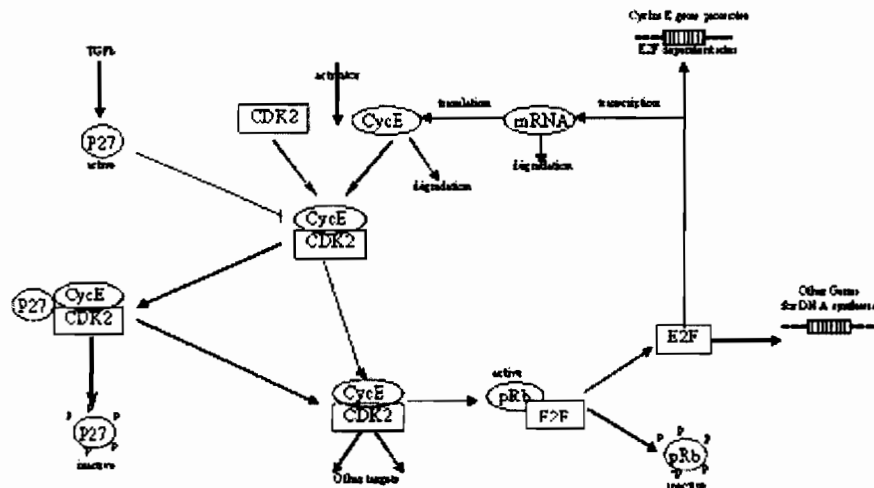 Cyclin E gene promoter
E2F dependent sites
TGFb
activator
translation
transcription
CDK2
CycE
mRNA
P27
active
degradation
degradation
CycE
CDK2
P27
CycE
CDK2
Other Genes
for DNA synthesis
E2F
active
CycE
CDK2
pRb
E2F
P
P
P27
P
P
inactive
Other targets
P
P
P
pRb
P
P
inactive